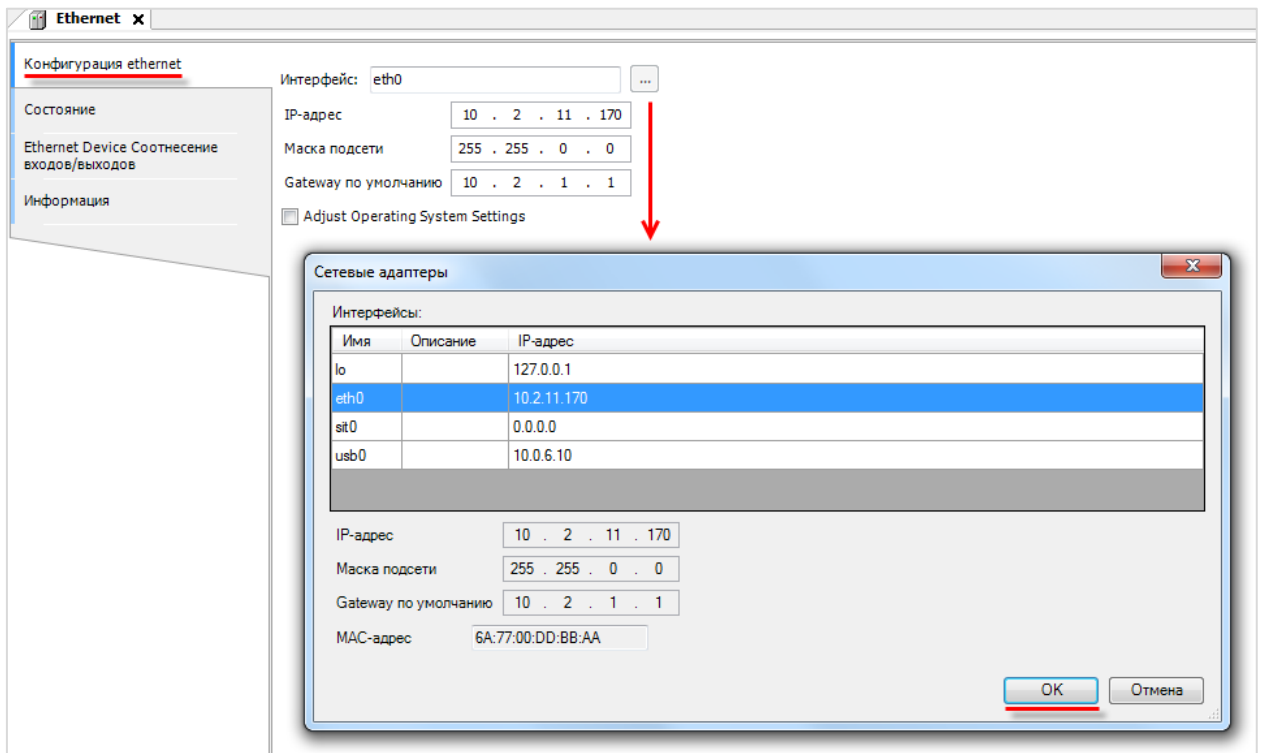 Ethernet x
Конфигурация ethernet
Состояние
Ethernet Device Соотнесение
входов/выходов
Информация
Интерфейс: eth0 ...
IP-адрес 10 . 2 . 11 . 170
Маска подсети 255 . 255 . 0 . 0
Gateway по умолчанию 10 . 2 . 1 . 1
Adjust Operating System Settings
Сетевые адаптеры
Интерфейсы:
Имя Описание IP-адрес
lo 127.0.0.1
eth0 10.2.11.170
sit0 0.0.0.0
usb0 10.0.6.10
IP-адрес 10 . 2 . 11 . 170
Маска подсети 255 . 255 . 0 . 0
Gateway по умолчанию 10 . 2 . 1 . 1
MAC-адрес 6A:77:00:DD:BB:AA
OK Отмена